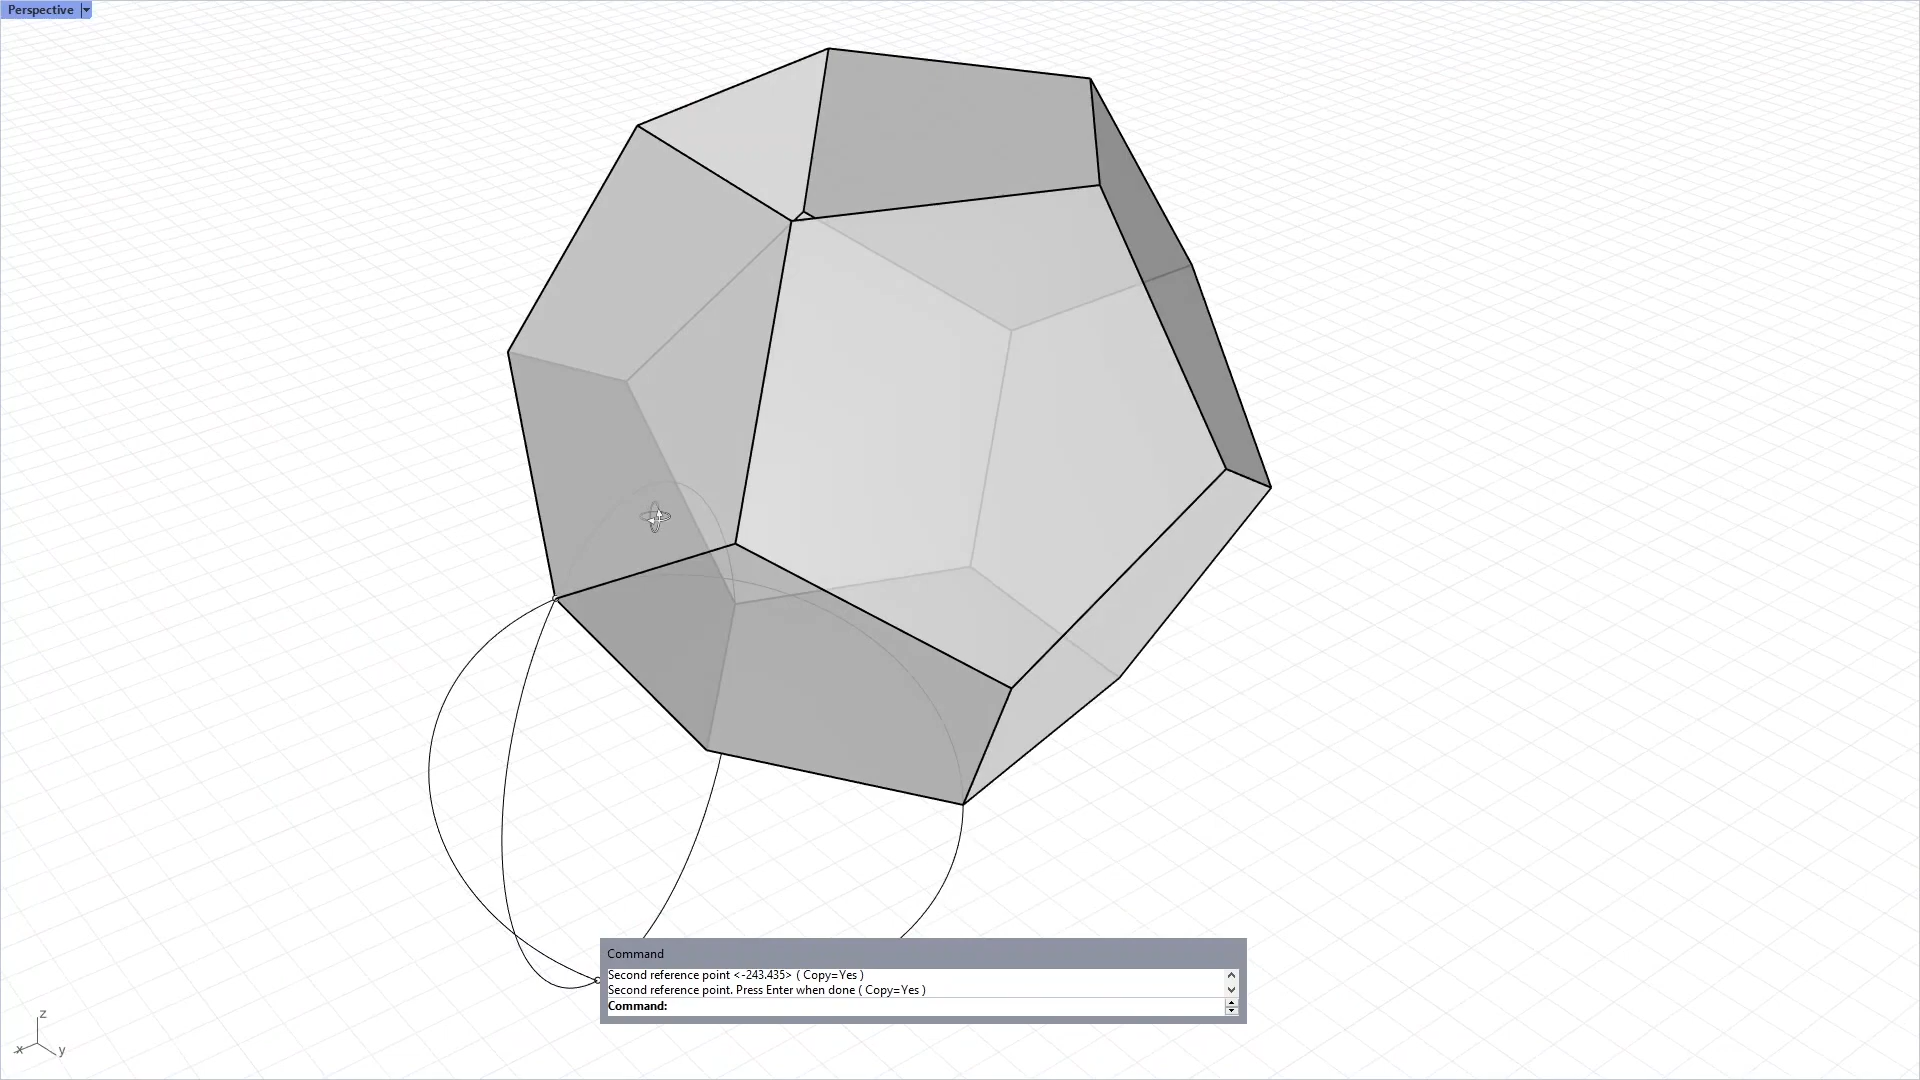 Perspective
Command
Second reference point <-243.435> ( Copy=Yes )
Second reference point. Press Enter when done ( Copy=Yes )
Command:
z
x
y